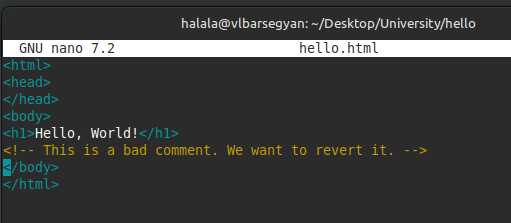 halala@vlbarsegyan: ~/Desktop/University/hello
GNU nano 7.2 hello.html
<html>
<head>
</head>
<body>
<h1>Hello, World!</h1>
<!-- This is a bad comment. We want to revert it. -->
</body>
</html>